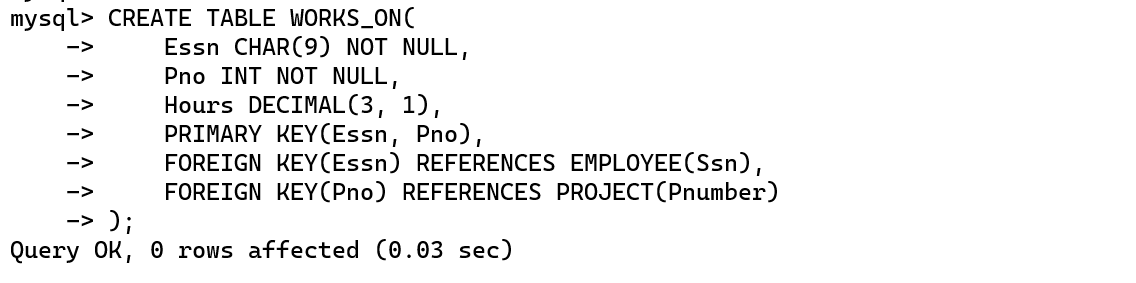 mysql> CREATE TABLE WORKS_ON(
    ->     Essn CHAR(9) NOT NULL,
    ->     Pno INT NOT NULL,
    ->     Hours DECIMAL(3, 1),
    ->     PRIMARY KEY(Essn, Pno),
    ->     FOREIGN KEY(Essn) REFERENCES EMPLOYEE(Ssn),
    ->     FOREIGN KEY(Pno) REFERENCES PROJECT(Pnumber)
    -> );
Query OK, 0 rows affected (0.03 sec)